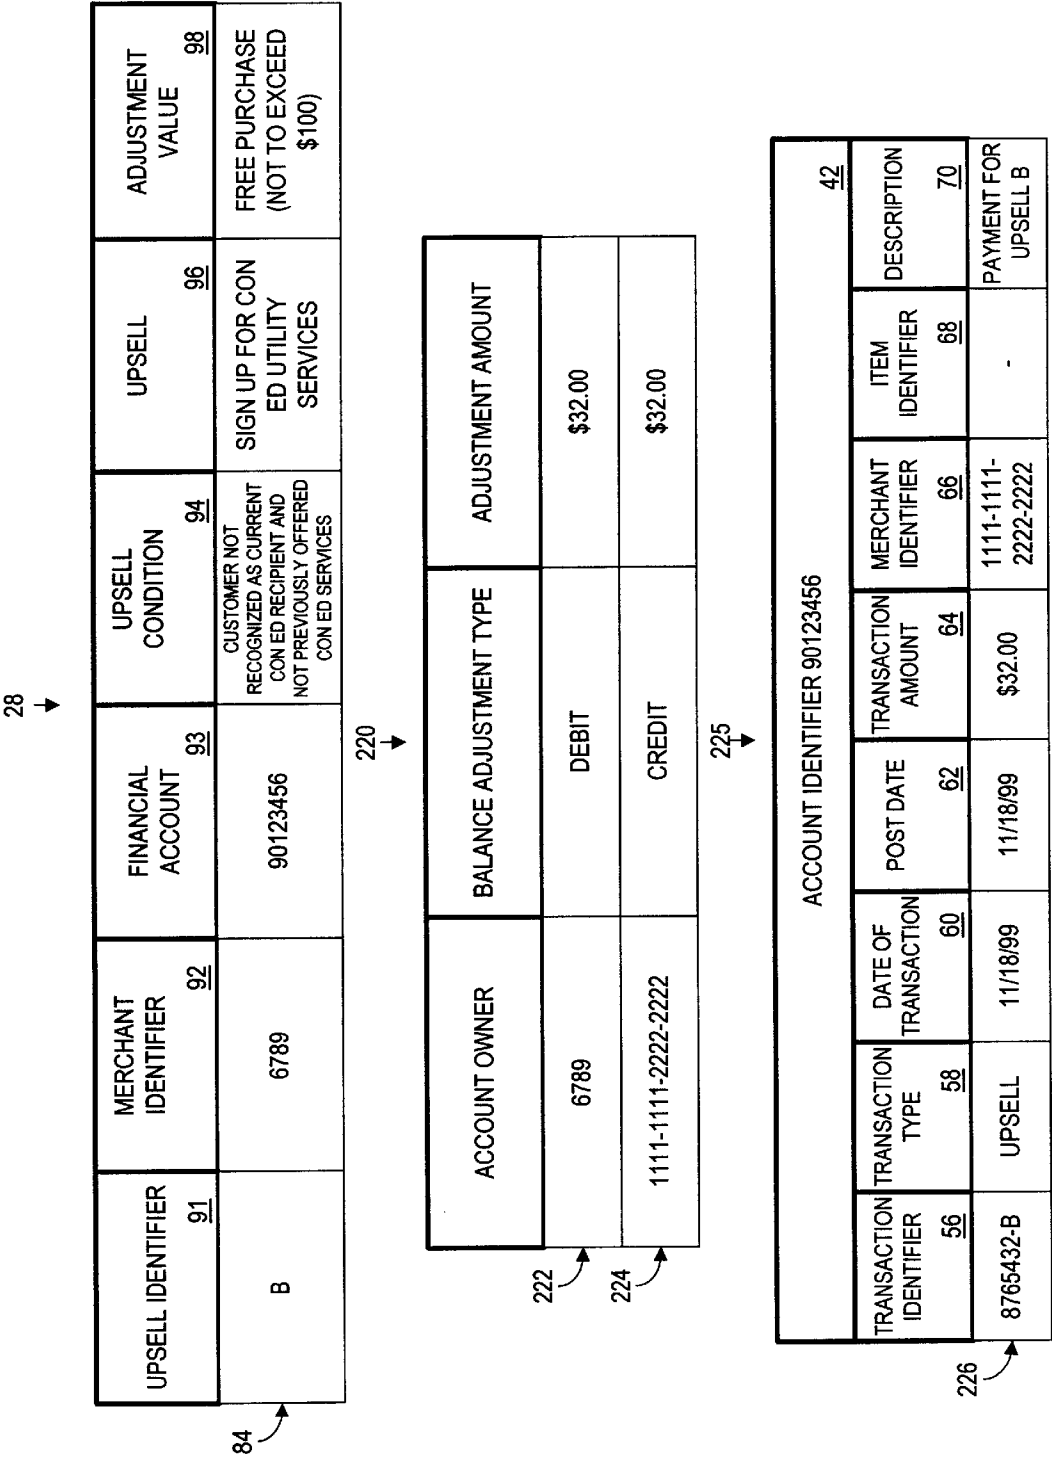 28
UPSELL IDENTIFIER
91
MERCHANT
IDENTIFIER
92
FINANCIAL
ACCOUNT
93
UPSELL
CONDITION
94
UPSELL
96
ADJUSTMENT
VALUE
98
84
B
6789
90123456
CUSTOMER NOT
RECOGNIZED AS CURRENT
CON ED RECIPIENT AND
NOT PREVIOUSLY OFFERED
CON ED SERVICES
SIGN UP FOR CON
ED UTILITY
SERVICES
FREE PURCHASE
(NOT TO EXCEED
$100)
220
ACCOUNT OWNER
BALANCE ADJUSTMENT TYPE
ADJUSTMENT AMOUNT
222
6789
DEBIT
$32.00
224
1111-1111-2222-2222
CREDIT
$32.00
225
ACCOUNT IDENTIFIER 90123456
42
TRANSACTION
IDENTIFIER
56
TRANSACTION
TYPE
58
DATE OF
TRANSACTION
60
POST DATE
62
TRANSACTION
AMOUNT
64
MERCHANT
IDENTIFIER
66
ITEM
IDENTIFIER
68
DESCRIPTION
70
226
8765432-B
UPSELL
11/18/99
11/18/99
$32.00
1111-1111-
2222-2222
-
PAYMENT FOR
UPSELL B